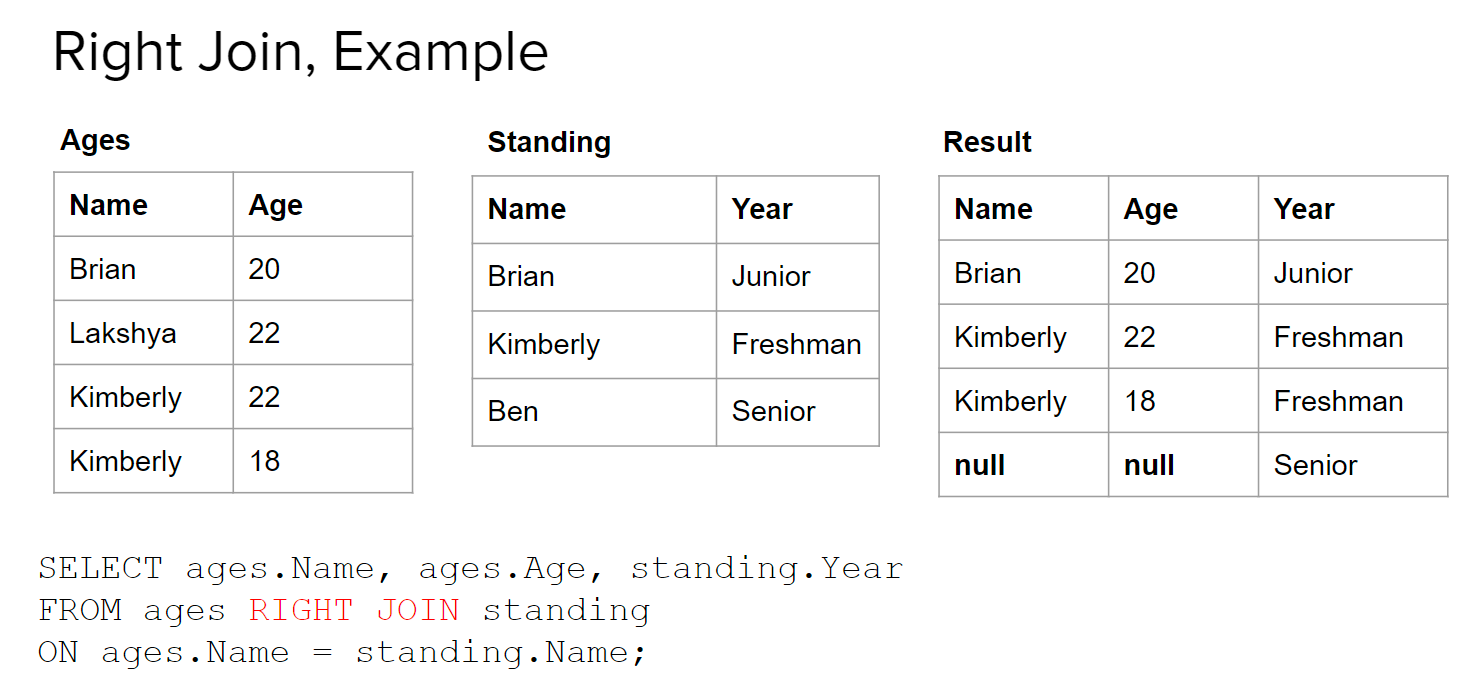 Right Join, Example
Ages
Name Age
Brian 20
Lakshya 22
Kimberly 22
Kimberly 18
Standing
Name Year
Brian Junior
Kimberly Freshman
Ben Senior
Result
Name Age Year
Brian 20 Junior
Kimberly 22 Freshman
Kimberly 18 Freshman
null null Senior
SELECT ages.Name, ages.Age, standing.Year
FROM ages RIGHT JOIN standing
ON ages.Name = standing.Name;